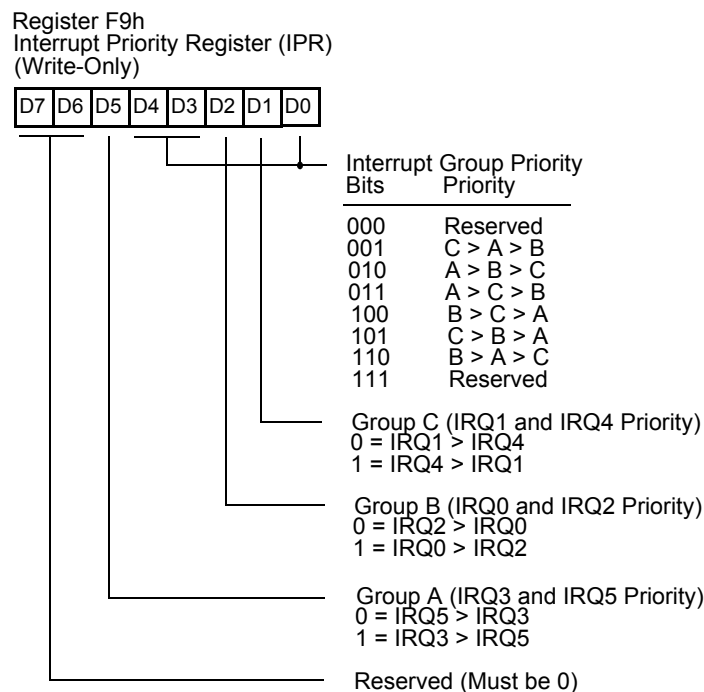 Register F9h
Interrupt Priority Register (IPR)
(Write-Only)
D7 D6 D5 D4 D3 D2 D1 D0
Interrupt Group Priority
Bits Priority
000 Reserved
001 C > A > B
010 A > B > C
011 A > C > B
100 B > C > A
101 C > B > A
110 B > A > C
111 Reserved
Group C (IRQ1 and IRQ4 Priority)
0 = IRQ1 > IRQ4
1 = IRQ4 > IRQ1
Group B (IRQ0 and IRQ2 Priority)
0 = IRQ2 > IRQ0
1 = IRQ0 > IRQ2
Group A (IRQ3 and IRQ5 Priority)
0 = IRQ5 > IRQ3
1 = IRQ3 > IRQ5
Reserved (Must be 0)